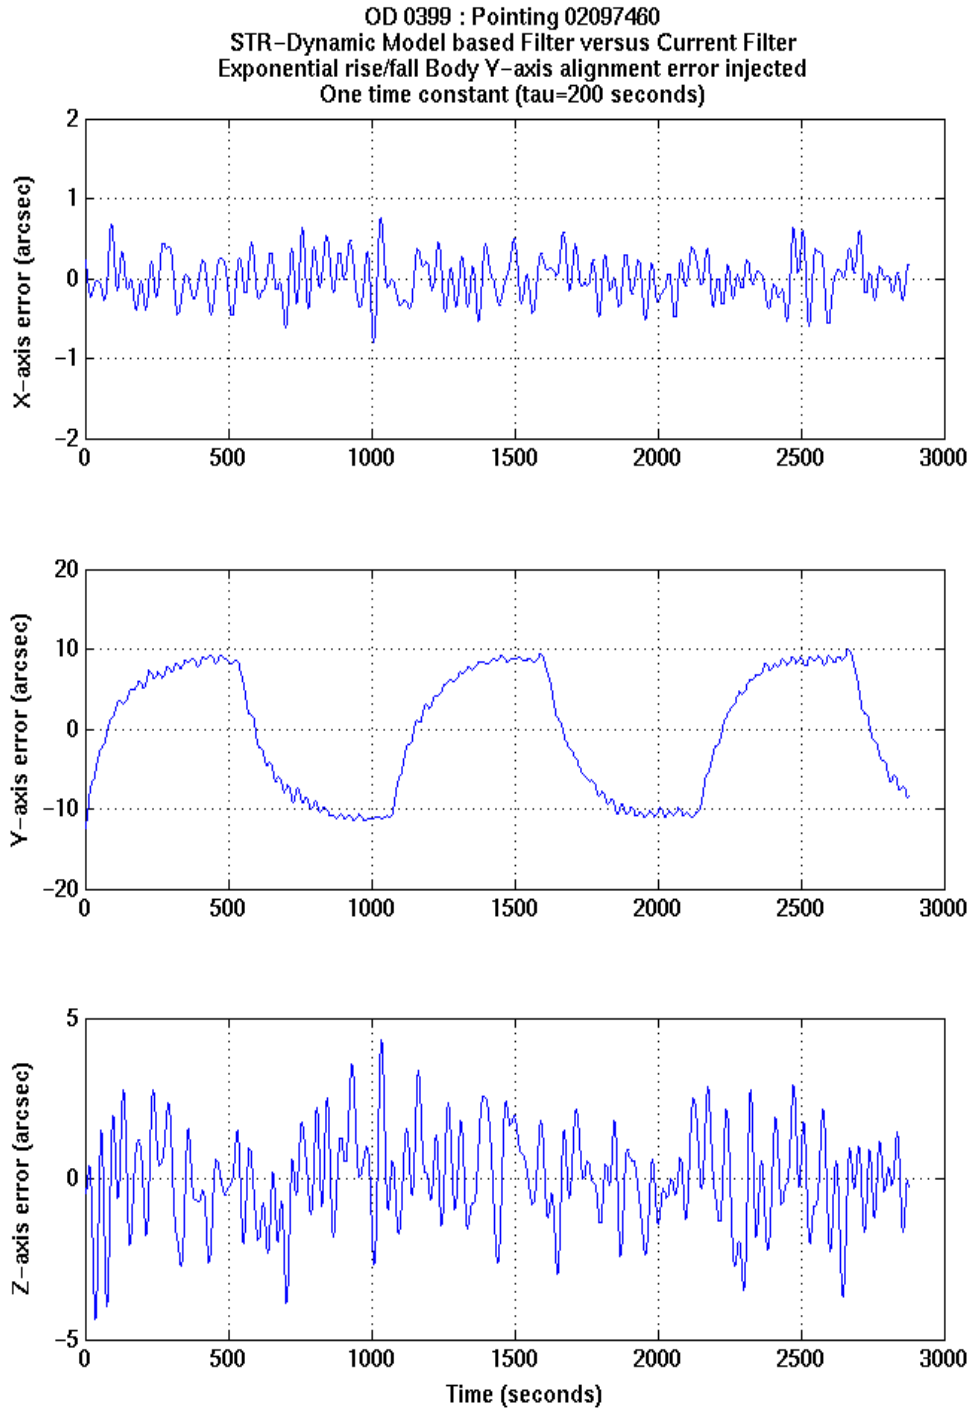 OD 0399 : Pointing 02097460
STR-Dynamic Model based Filter versus Current Filter
Exponential rise/fall Body Y-axis alignment error injected
One time constant (tau=200 seconds)
2
1
0
-1
-2
X-axis error (arcsec)
0 500 1000 1500 2000 2500 3000
20
10
0
-10
-20
Y-axis error (arcsec)
0 500 1000 1500 2000 2500 3000
5
0
-5
Z-axis error (arcsec)
0 500 1000 1500 2000 2500 3000
Time (seconds)